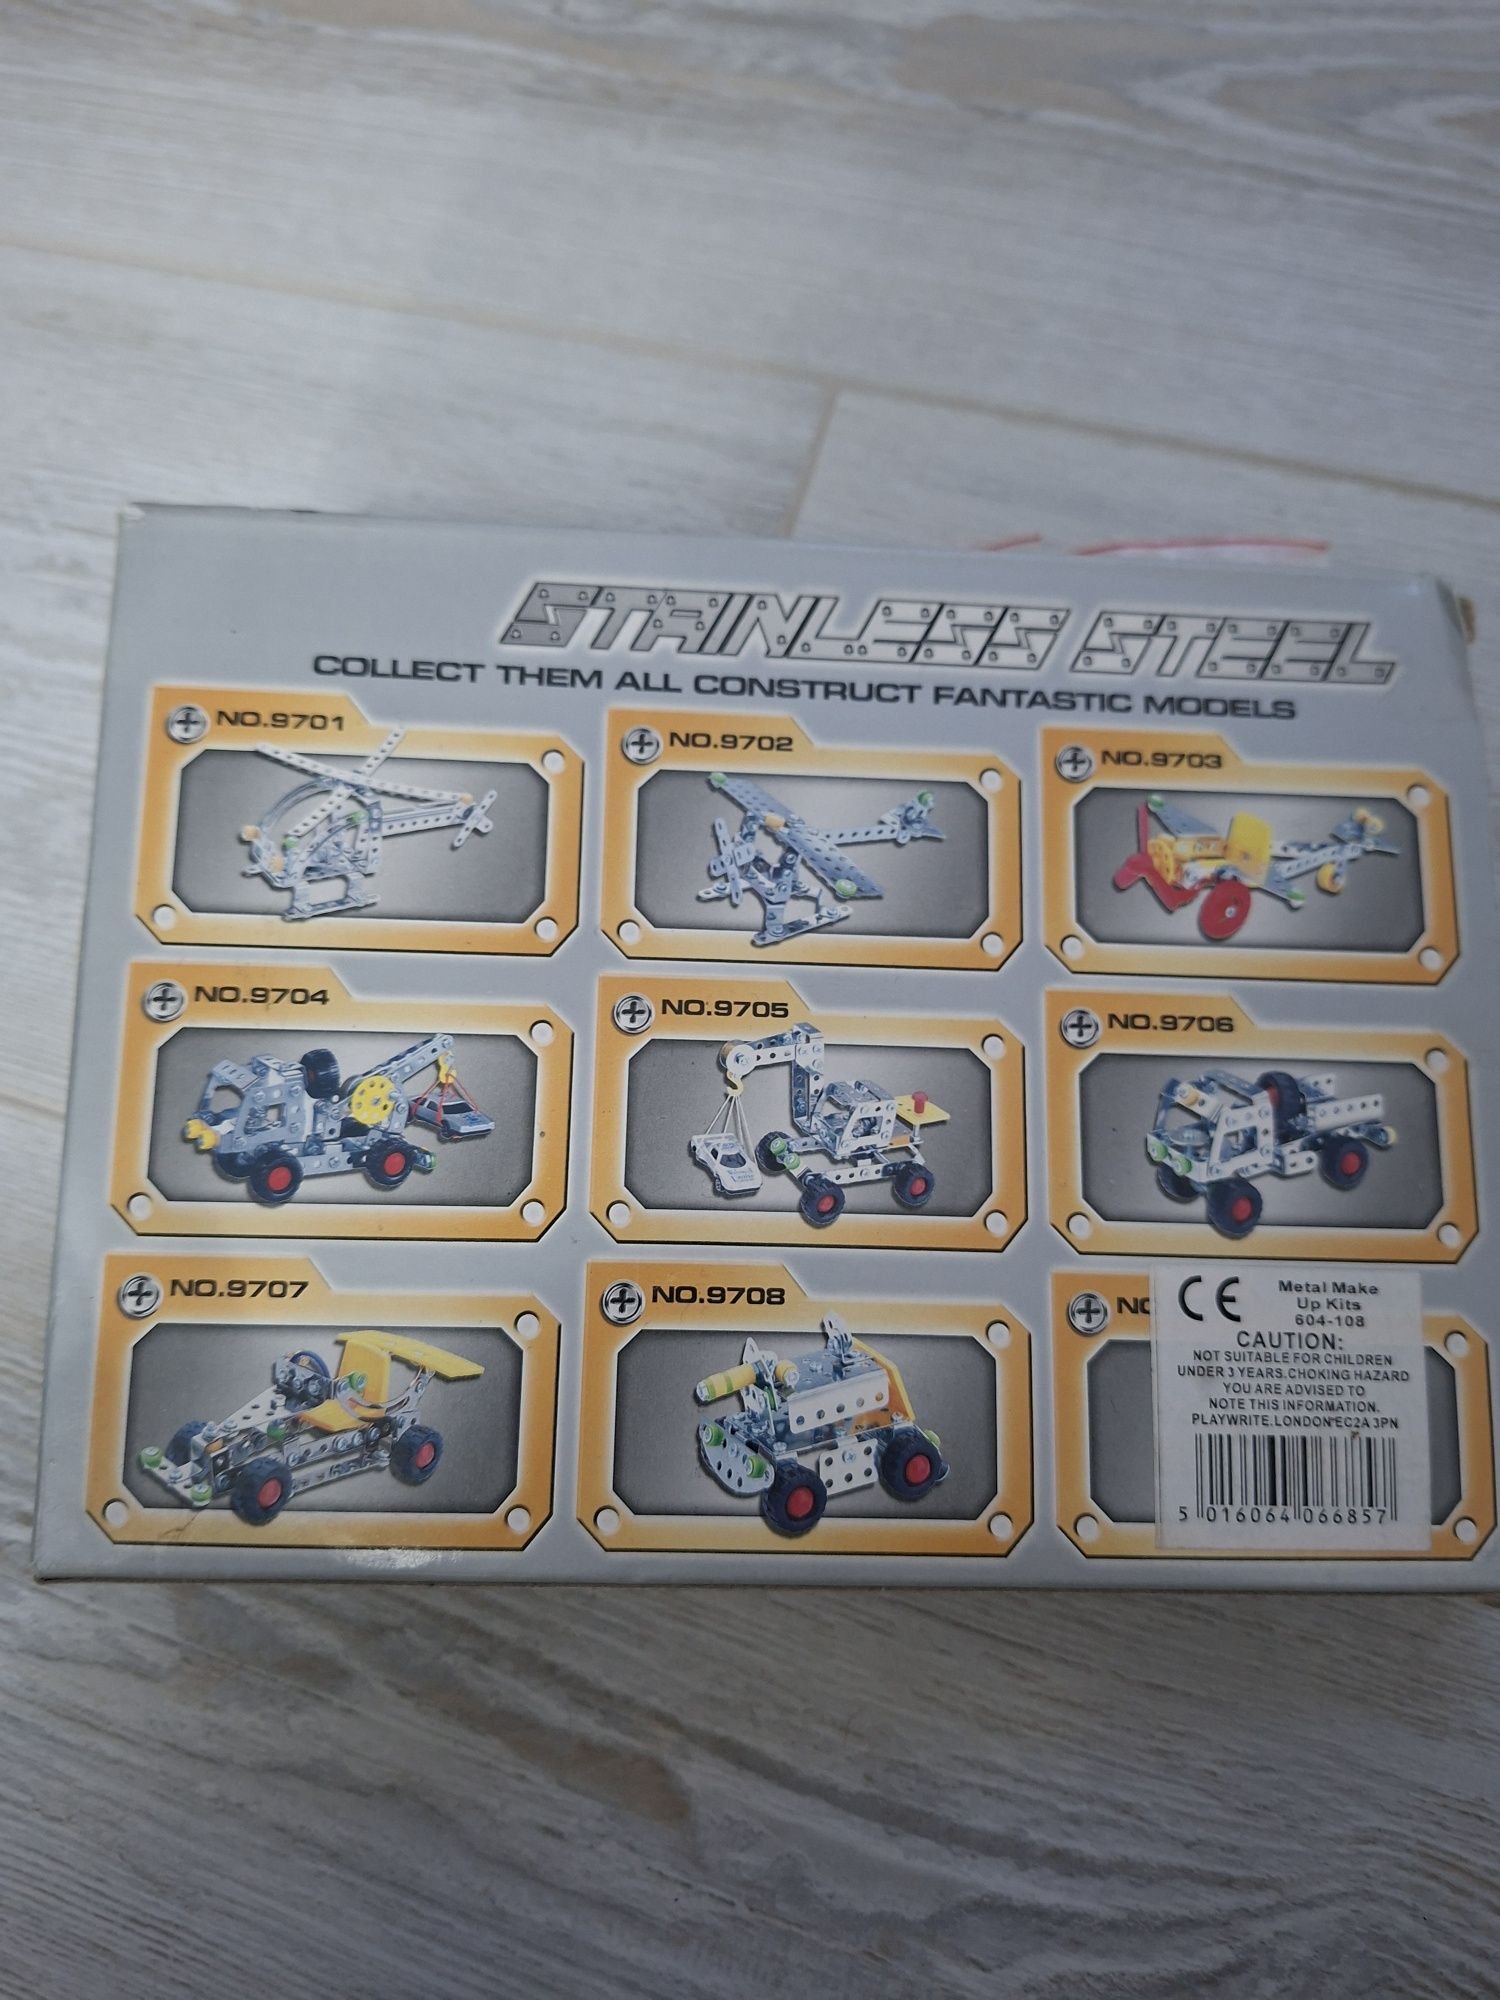 STAINLESS STEEL
COLLECT THEM ALL CONSTRUCT FANTASTIC MODELS
NO.9701
NO.9702
NO.9703
NO.9704
NO.9705
NO.9706
NO.9707
NO.9708
NO
CE
Metal Make
Up Kits
604-108
CAUTION:
NOT SUITABLE FOR CHILDREN
UNDER 3 YEARS.CHOKING HAZARD
YOU ARE ADVISED TO
NOTE THIS INFORMATION.
PLAYWRITE.LONDON EC2A 3PN
5 016064 066857